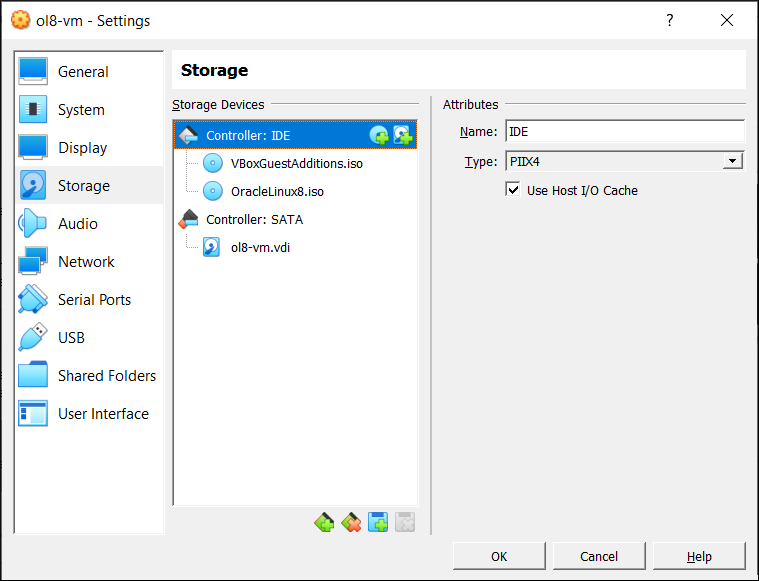 ol8-vm - Settings
?
General
System
Display
Storage
Audio
Network
Serial Ports
USB
Shared Folders
User Interface
Storage
Storage Devices
Controller: IDE
VBoxGuestAdditions.iso
OracleLinux8.iso
Controller: SATA
ol8-vm.vdi
Attributes
Name: IDE
Type: PIIX4
Use Host I/O Cache
OK
Cancel
Help